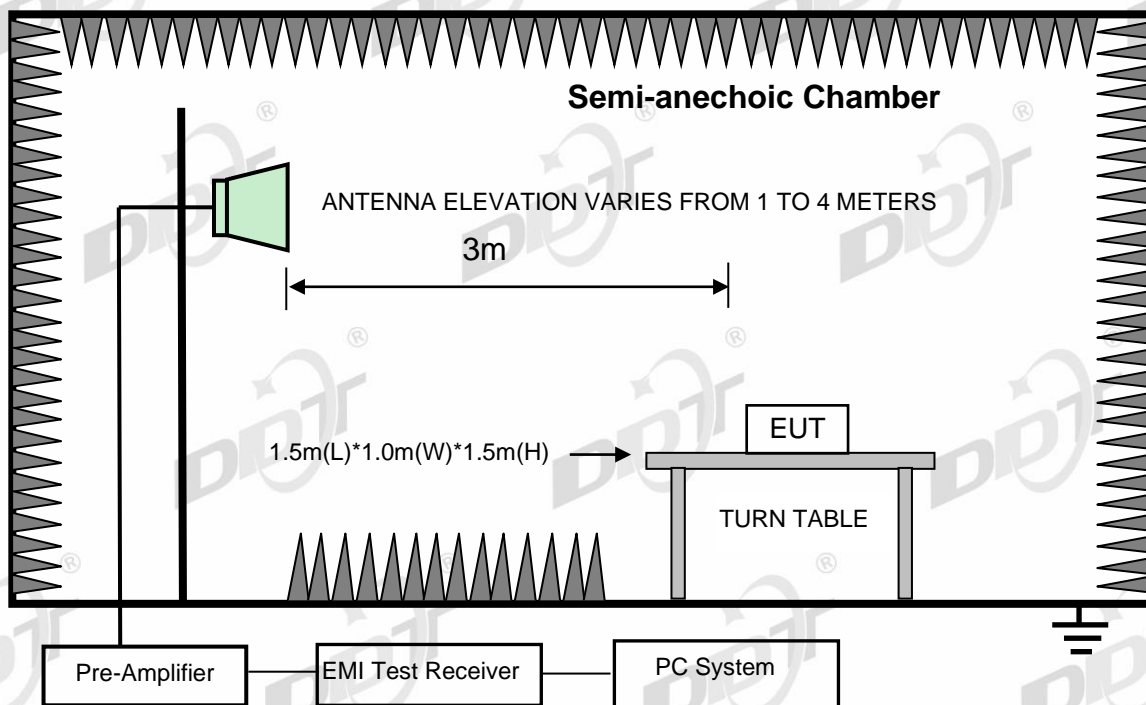 Semi-anechoic Chamber
ANTENNA ELEVATION VARIES FROM 1 TO 4 METERS
3m
EUT
1.5m(L)*1.0m(W)*1.5m(H)
TURN TABLE
Pre-Amplifier
EMI Test Receiver
PC System
DDT ®